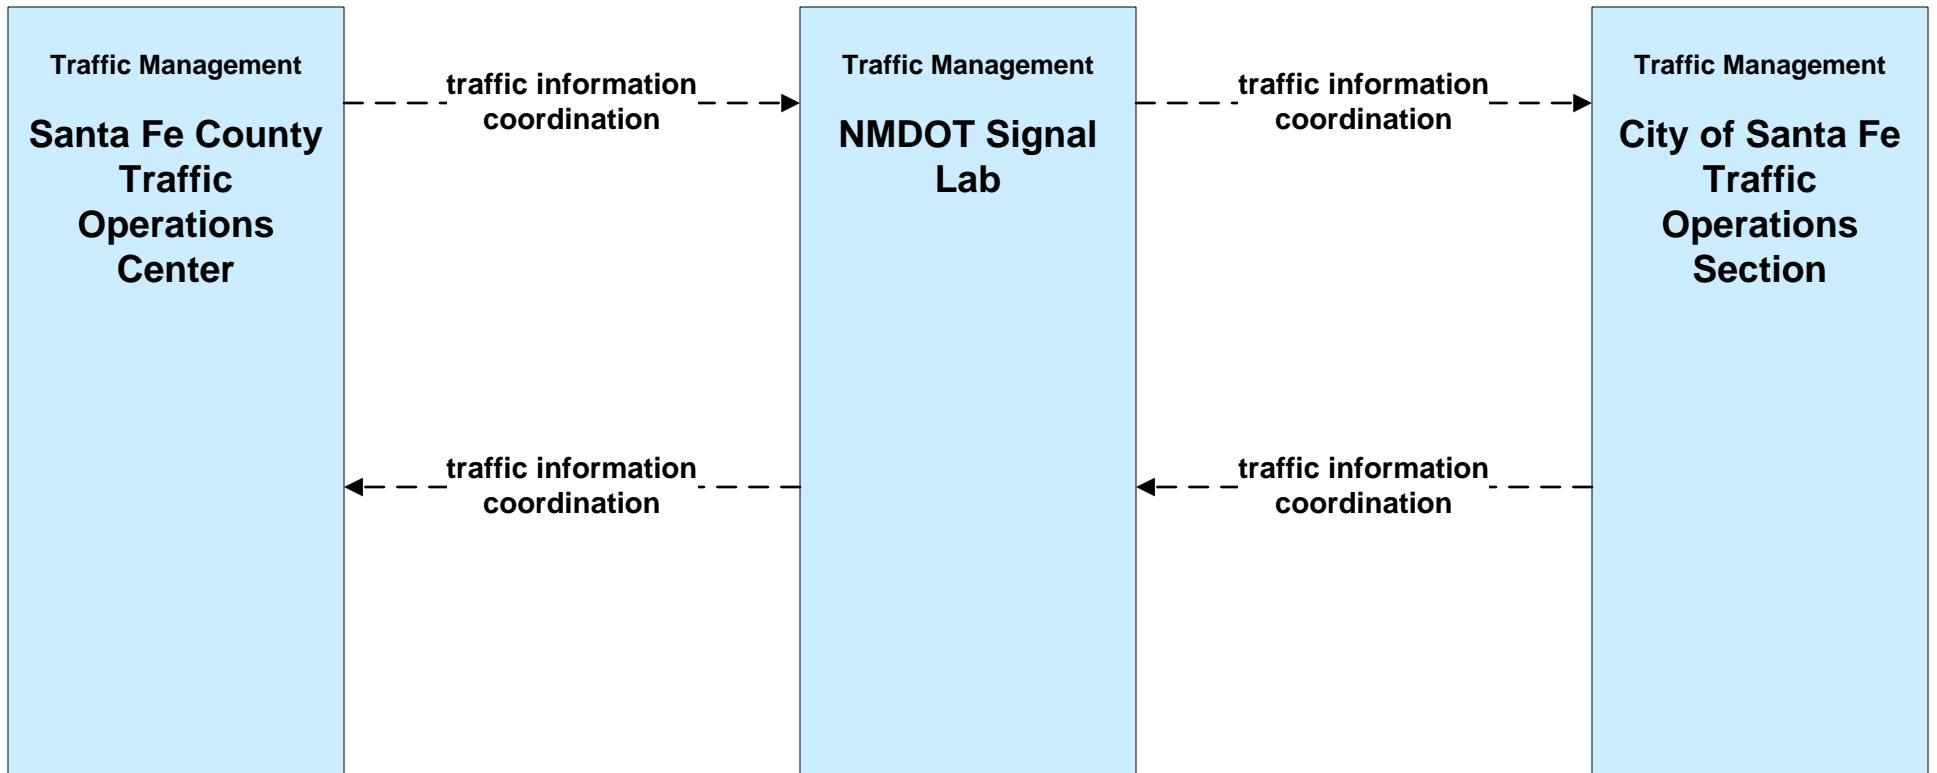 Traffic Management
Santa Fe County
Traffic
Operations
Center
traffic information
coordination
traffic information
coordination
Traffic Management
NMDOT Signal
Lab
traffic information
coordination
traffic information
coordination
Traffic Management
City of Santa Fe
Traffic
Operations
Section